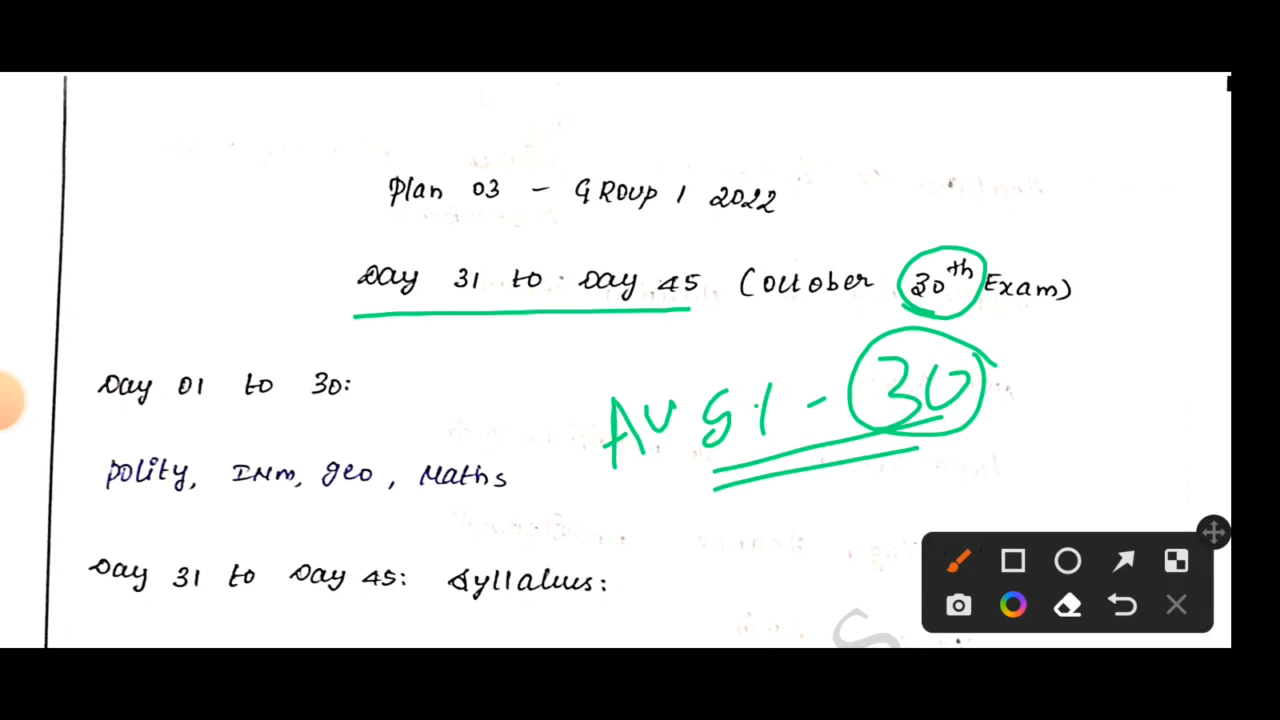 Plan 03 - GROUP 1 2022
Day 31 to Day 45 (October 30th Exam)
Day 01 to 30:
AUG - 30
Polity, INM, Geo, Maths
Day 31 to Day 45: Syllabus:
S